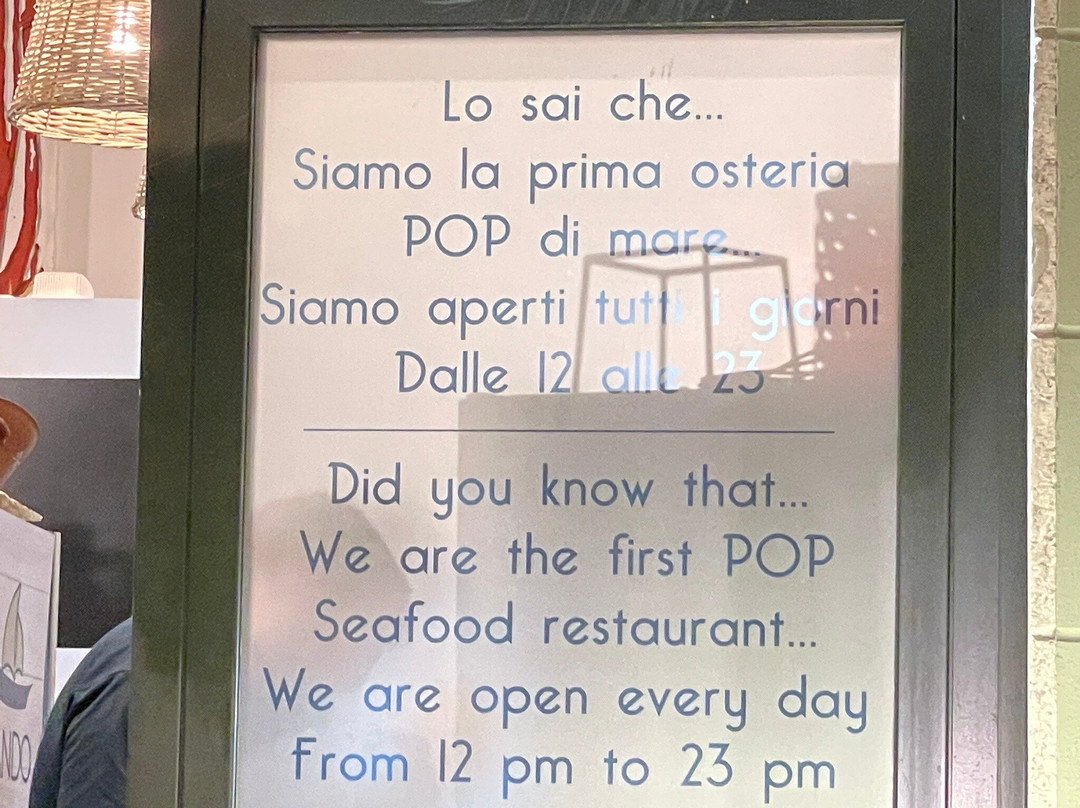 Lo sai che...
Siamo la prima osteria
POP di mare...
Siamo aperti tutti i giorni
Dalle 12 alle 23
Did you know that...
We are the first POP
Seafood restaurant...
We are open every day
From 12 pm to 23 pm
NDO